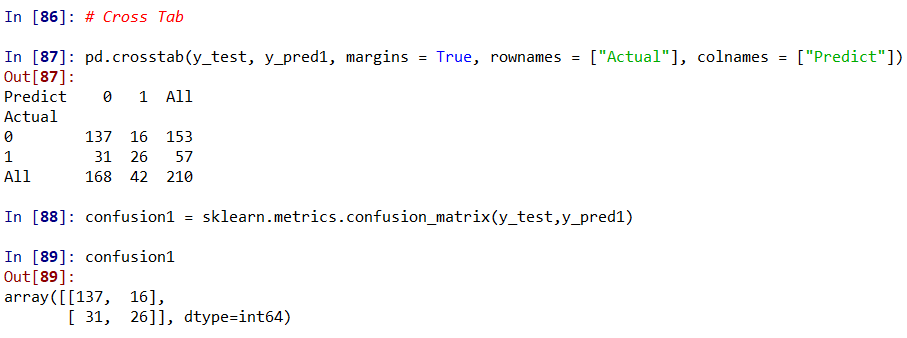 In [86]: # Cross Tab
In [87]: pd.crosstab(y_test, y_pred1, margins = True, rownames = ["Actual"], colnames = ["Predict"])
Out[87]:
Predict    0   1  All
Actual
0        137  16  153
1         31  26   57
All      168  42  210
In [88]: confusion1 = sklearn.metrics.confusion_matrix(y_test,y_pred1)
In [89]: confusion1
Out[89]:
array([[137,  16],
       [ 31,  26]], dtype=int64)